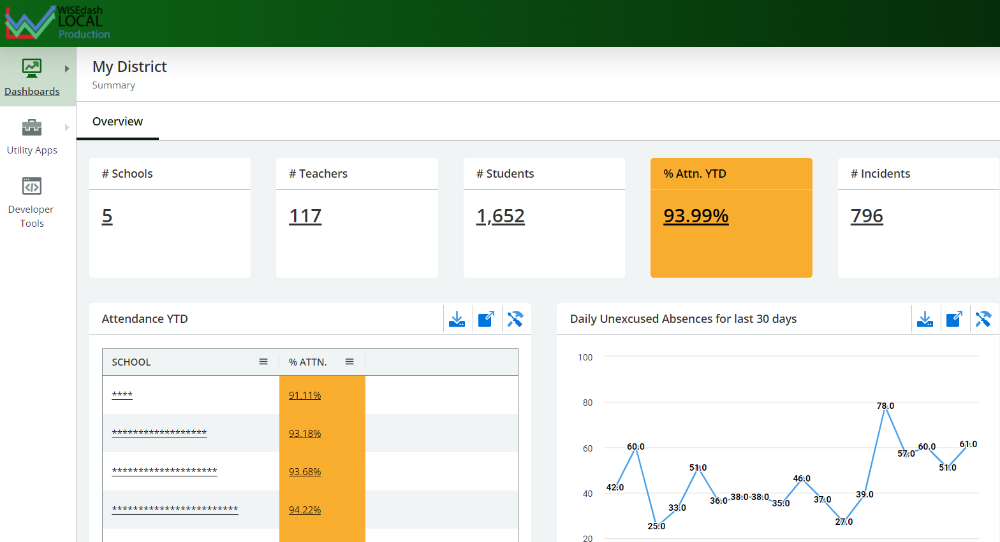 WISEdash
LOCAL
Production
Dashboards
Utility Apps
Developer
Tools
My District
Summary
Overview
# Schools
5
# Teachers
117
# Students
1,652
% Attn. YTD
93.99%
# Incidents
796
Attendance YTD
SCHOOL % ATTN.
**** 91.11%
****************** 93.18%
******************** 93.68%
************************ 94.22%
Daily Unexcused Absences for last 30 days
100
80
60
40
20
42.0
60.0
25.0
33.0
51.0
36.0
38.0
38.0
35.0
46.0
37.0
27.0
39.0
78.0
57.0
60.0
51.0
61.0